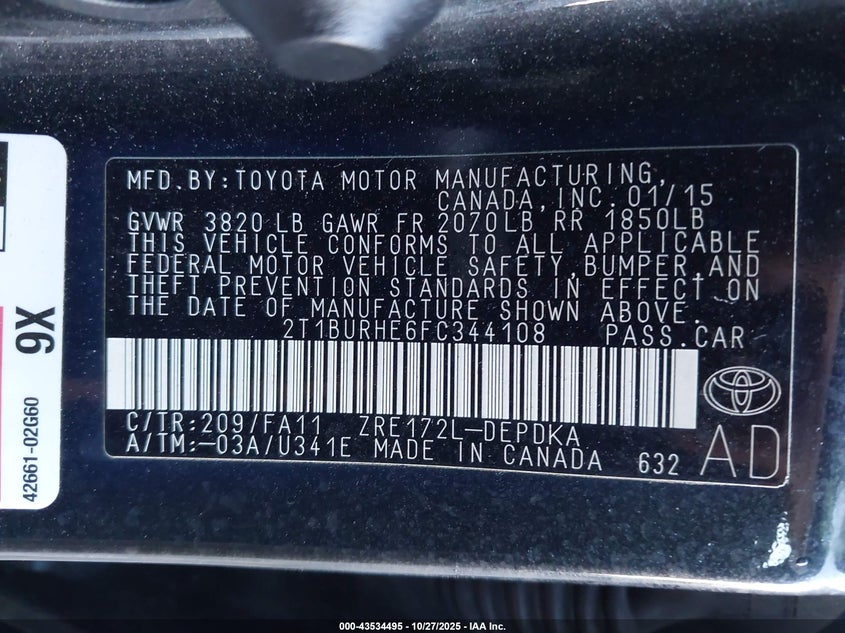 MFD.BY:TOYOTA MOTOR MANUFACTURING,
CANADA,INC. 01/15
GVWR 3820 LB GAWR FR 2070LB RR 1850LB
THIS VEHICLE CONFORMS TO ALL APPLICABLE
FEDERAL MOTOR VEHICLE SAFETY,BUMPER,AND
THEFT PREVENTION STANDARDS IN EFFECT ON
THE DATE OF MANUFACTURE SHOWN ABOVE.
2T1BURHE6FC344108 PASS.CAR
C/TR:209/FA11 ZRE172L-DEPDKA
A/TM:-03A/U341E MADE IN CANADA 632
AD
9X
42661-02G60
000-43534495 - 10/27/2025 - IAA Inc.